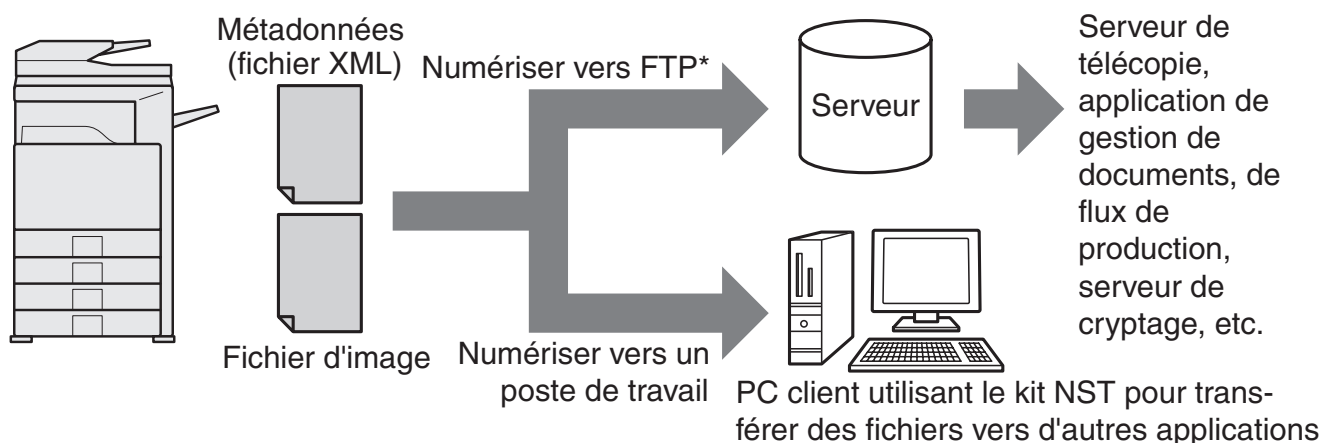 Métadonnées
(fichier XML)
Numériser vers FTP*
Serveur
Serveur de
télécopie,
application de
gestion de
documents, de
flux de
production,
serveur de
cryptage, etc.
Fichier d'image
Numériser vers un
poste de travail
PC client utilisant le kit NST pour trans-
férer des fichiers vers d'autres applications